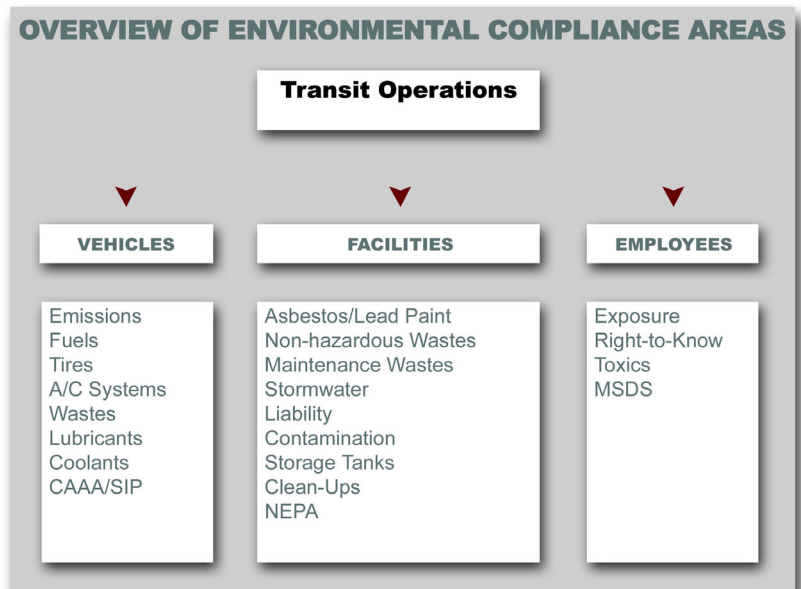 OVERVIEW OF ENVIRONMENTAL COMPLIANCE AREAS
Transit Operations
VEHICLES
Emissions
Fuels
Tires
A/C Systems
Wastes
Lubricants
Coolants
CAAA/SIP
FACILITIES
Asbestos/Lead Paint
Non-hazardous Wastes
Maintenance Wastes
Stormwater
Liability
Contamination
Storage Tanks
Clean-Ups
NEPA
EMPLOYEES
Exposure
Right-to-Know
Toxics
MSDS